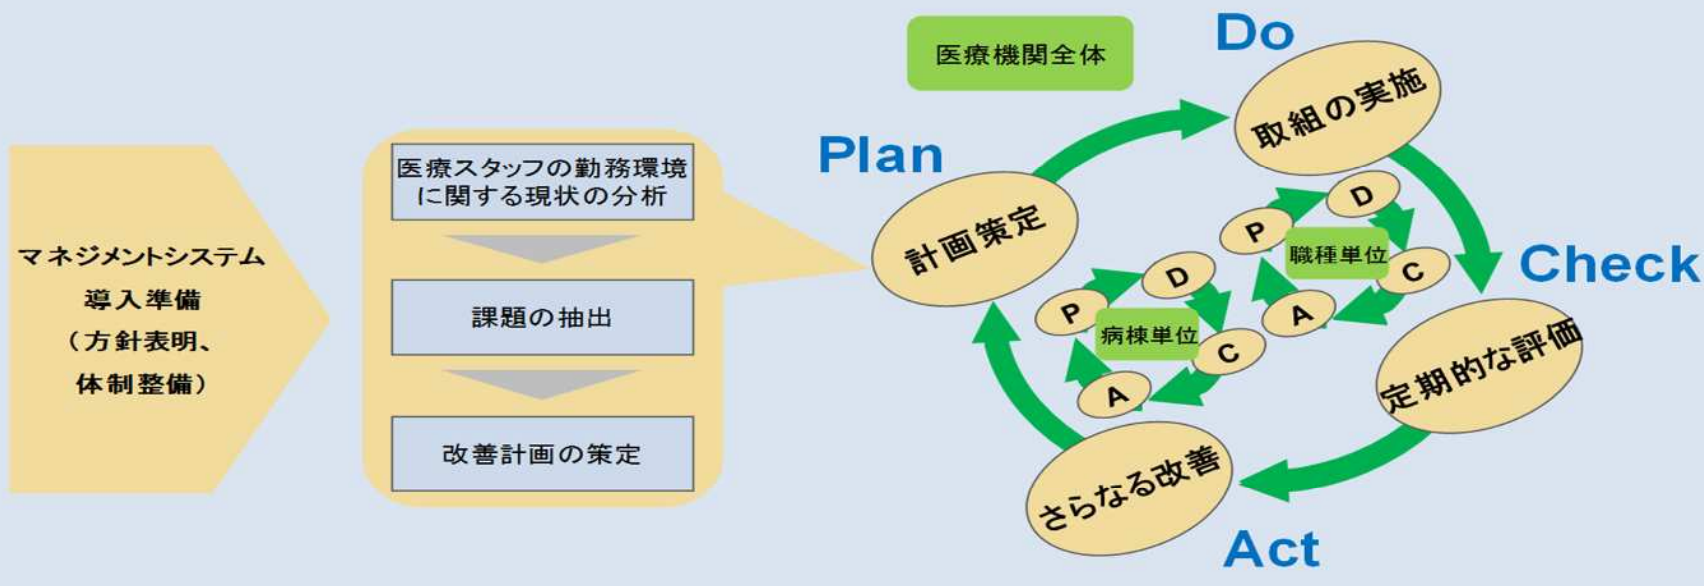 マネジメントシステム
導入準備
(方針表明、
体制整備)
医療スタッフの勤務環境
に関する現状の分析
課題の抽出
改善計画の策定
医療機関全体
Plan
計画策定
Do
取組の実施
Check
定期的な評価
Act
さらなる改善
病棟単位
P
D
C
A
職種単位
P
D
C
A